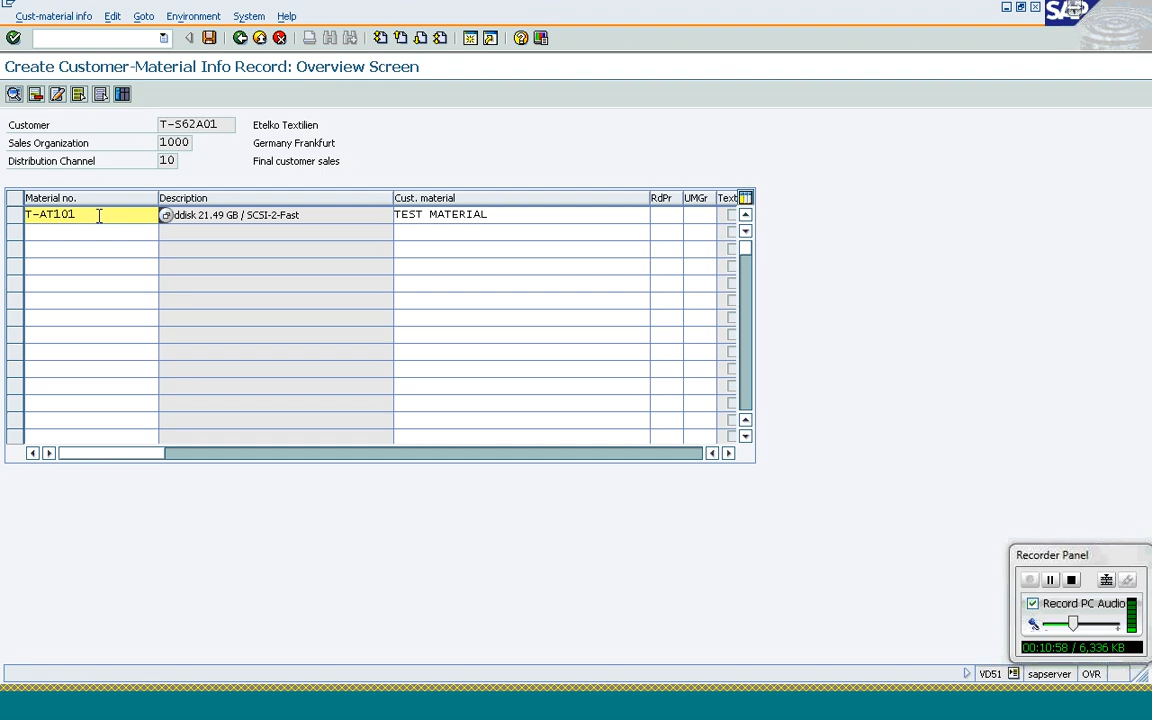 Cust-material info Edit Goto Environment System Help
SAP
Create Customer-Material Info Record: Overview Screen
Customer T-S62A01 Etelko Textilien
Sales Organization 1000 Germany Frankfurt
Distribution Channel 10 Final customer sales
Material no. Description Cust. material RdPr UMGr Text
T-AT101 ddisk 21.49 GB / SCSI-2-Fast TEST MATERIAL
Recorder Panel
Record PC Audio
00:10:58 / 6,336 KB
VD51 sapserver OVR